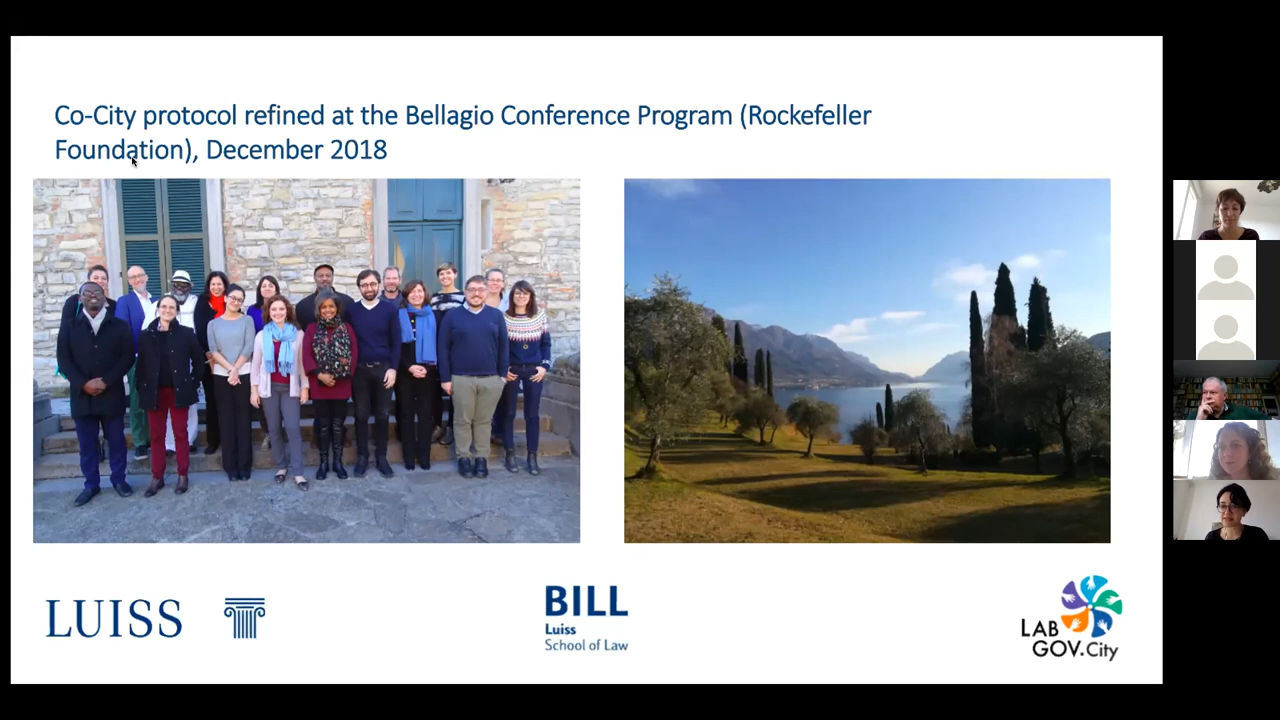 Co-City protocol refined at the Bellagio Conference Program (Rockefeller
Foundation), December 2018
LUISS
BILL
Luiss
School of Law
LAB
GOV.City